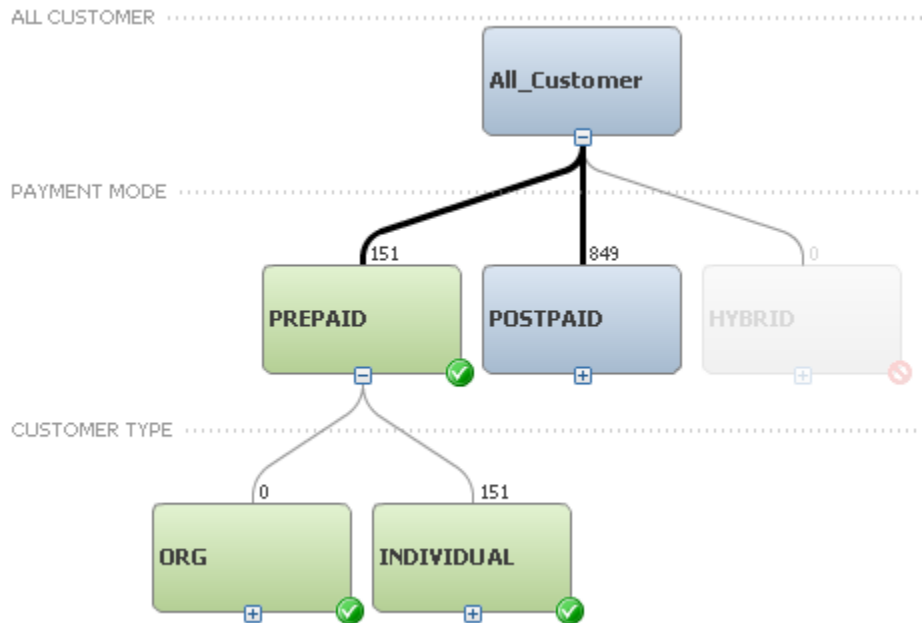 ALL CUSTOMER
All_Customer
PAYMENT MODE
151
849
0
PREPAID
POSTPAID
HYBRID
CUSTOMER TYPE
0
151
ORG
INDIVIDUAL